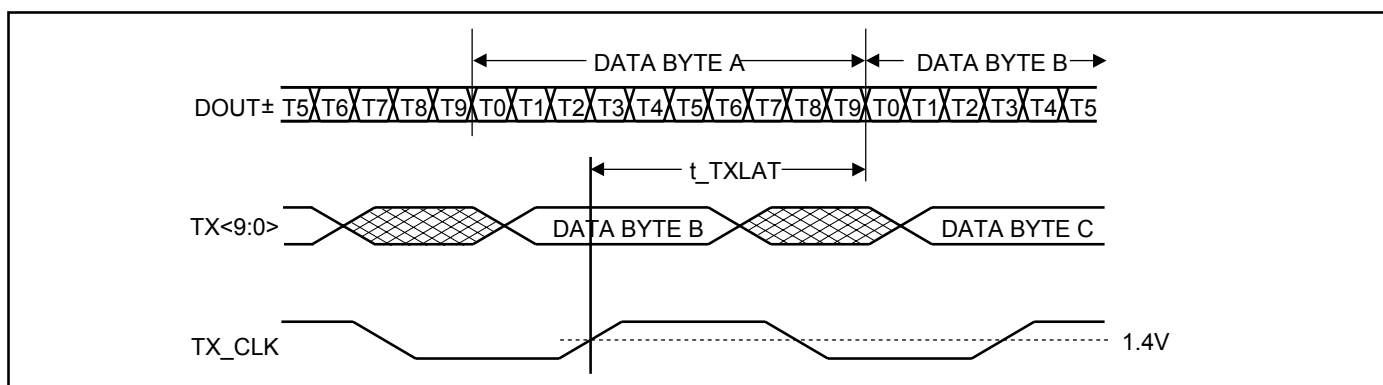 DATA BYTE A DATA BYTE B
DOUT± T5 T6 T7 T8 T9 T0 T1 T2 T3 T4 T5 T6 T7 T8 T9 T0 T1 T2 T3 T4 T5
t_TXLAT
TX<9:0> DATA BYTE B DATA BYTE C
TX_CLK 1.4V